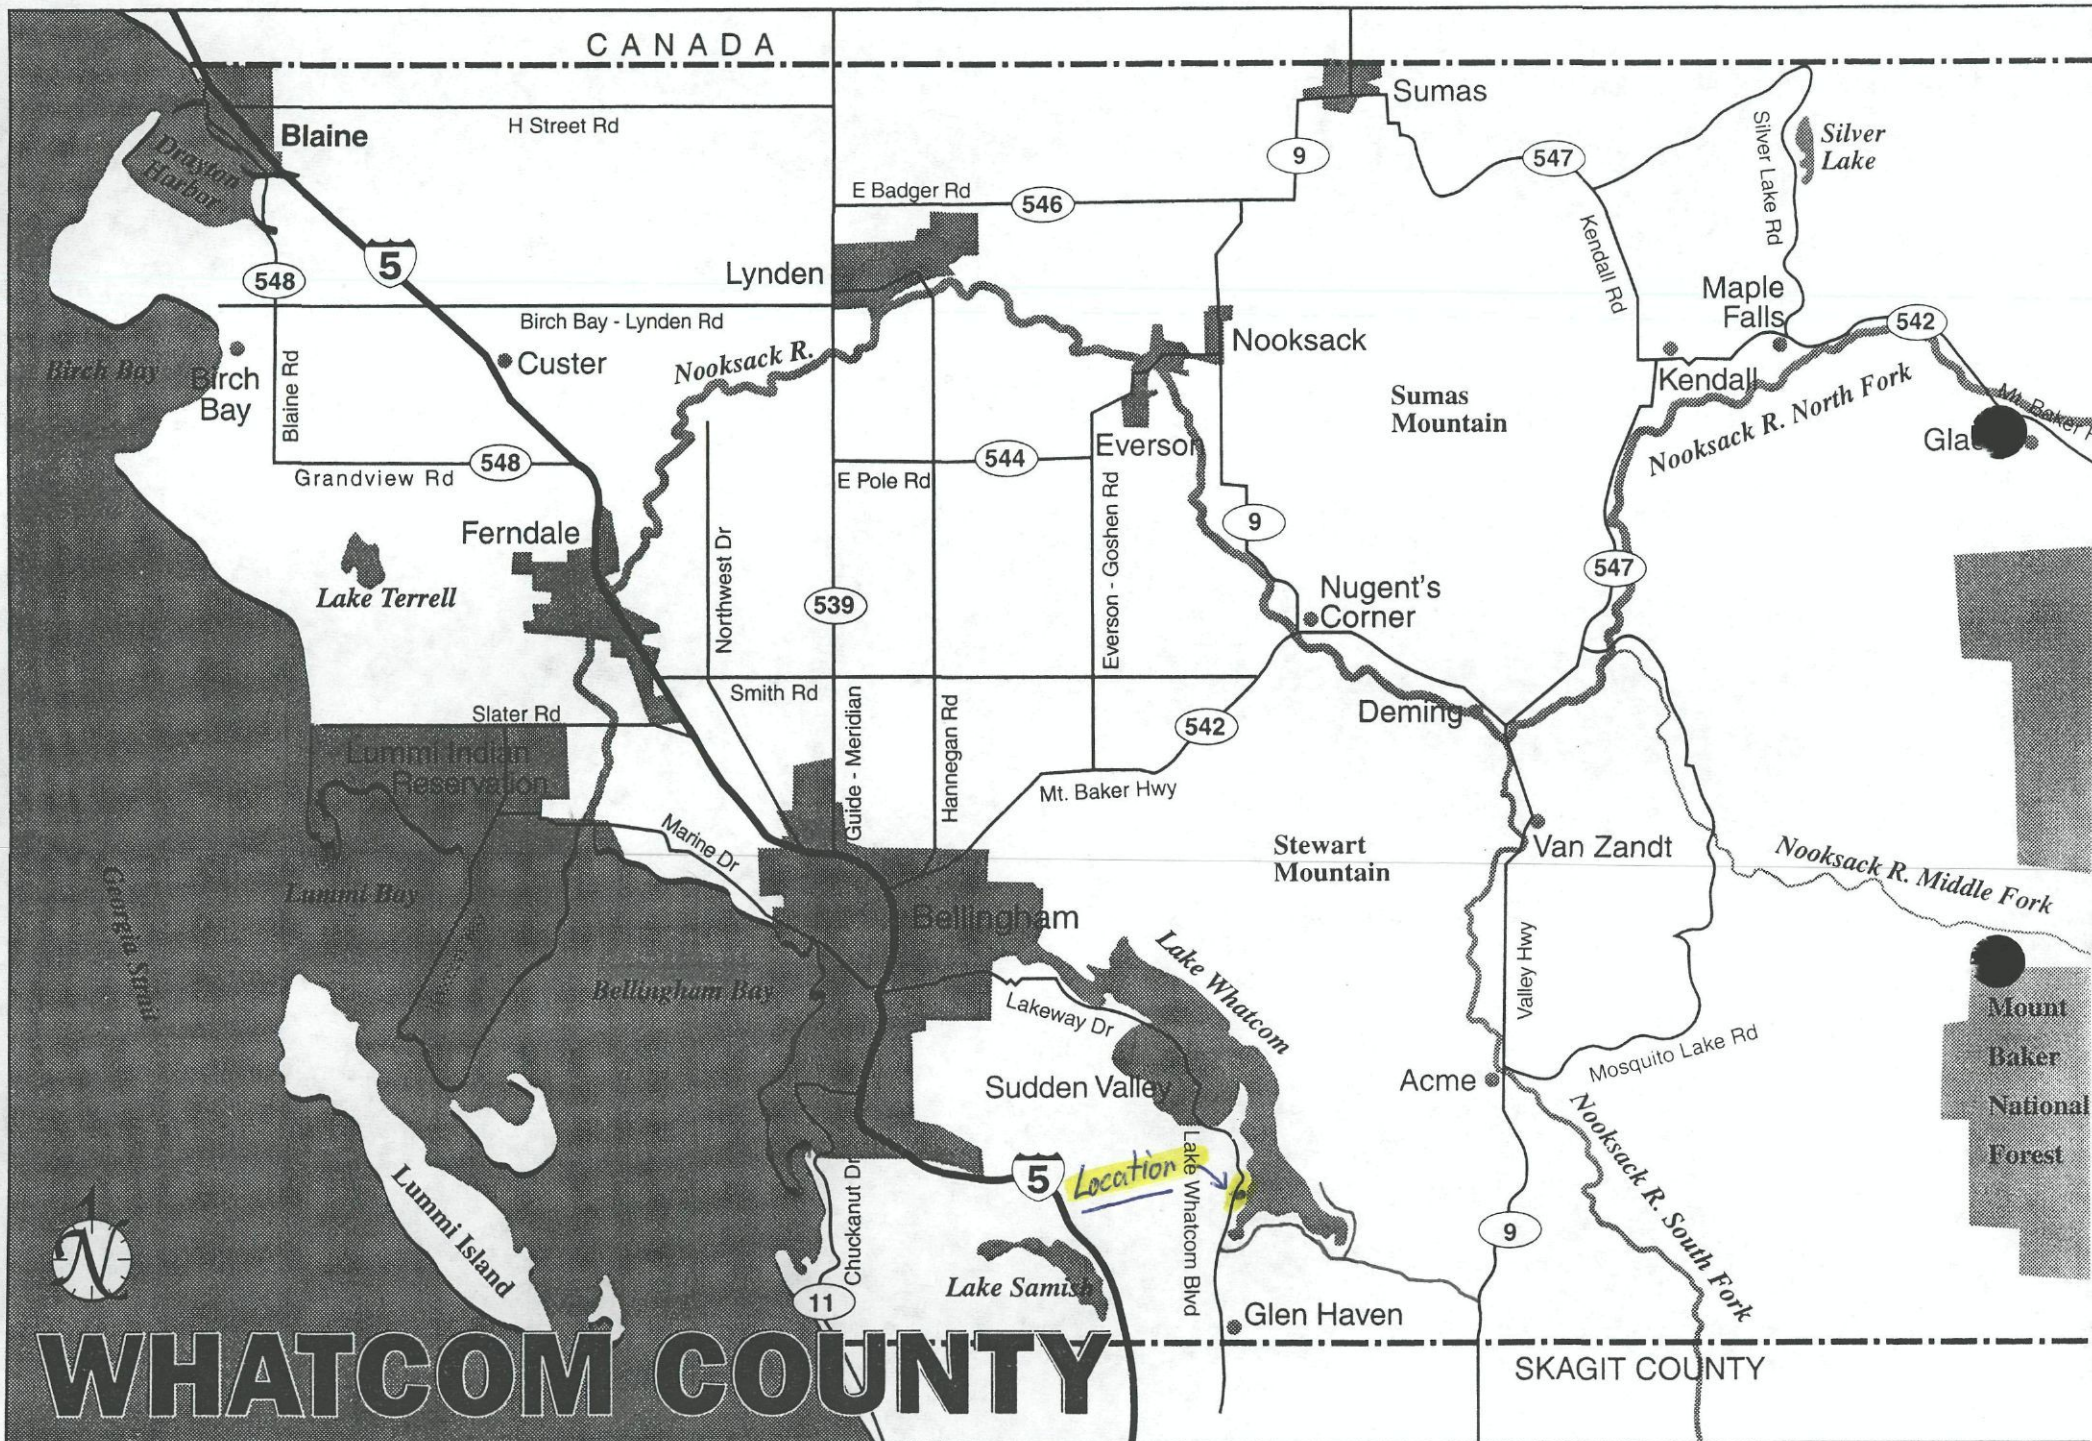 CANADA
Sumas
Blaine
H Street Rd
Drayton
Harbor
9
547
Silver
Lake
Silver Lake Rd
E Badger Rd
546
Kendall Rd
5
548
Lynden
Maple
Falls
542
Birch Bay - Lynden Rd
Nooksack R.
Nooksack
Custer
Birch Bay
Birch
Bay
Blaine Rd
Kendall
Sumas
Mountain
Nooksack R. North Fork
Mt. Baker
Everson
548
Grandview Rd
544
E Pole Rd
Everson - Goshen Rd
9
Ferndale
Northwest Dr
Lake Terrell
539
547
Nugent's
Corner
Smith Rd
Slater Rd
Guide - Meridian
Hannegan Rd
542
Deming
Lummi Indian
Reservation
Mt. Baker Hwy
Marine Dr
Stewart
Mountain
Van Zandt
Nooksack R. Middle Fork
Lummi Bay
Georgia Strait
Bellingham
Lake Whatcom
Valley Hwy
Bellingham Bay
Lakeway Dr
Mount
Baker
National
Forest
Mosquito Lake Rd
Sudden Valley
Acme
Nooksack R. South Fork
Location
Lake Whatcom Blvd
5
Chuckanut Dr
Lummi Island
N
9
Lake Samish
11
Glen Haven
WHATCOM COUNTY
SKAGIT COUNTY